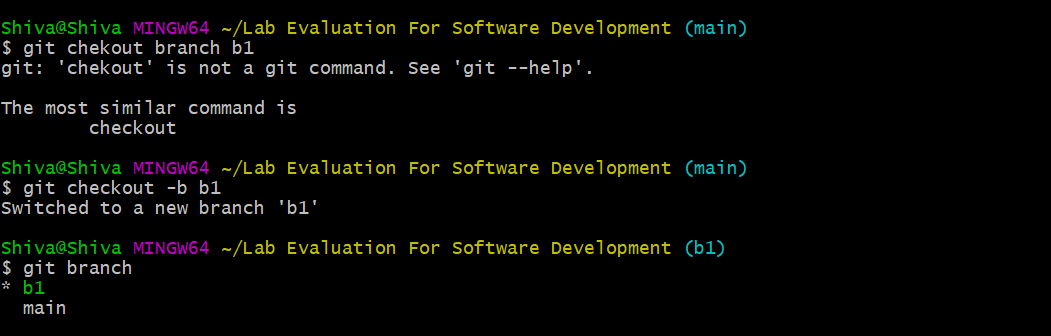 Shiva@Shiva MINGW64 ~/Lab Evaluation For Software Development (main)
$ git chekout branch b1
git: 'chekout' is not a git command. See 'git --help'.

The most similar command is
        checkout

Shiva@Shiva MINGW64 ~/Lab Evaluation For Software Development (main)
$ git checkout -b b1
Switched to a new branch 'b1'

Shiva@Shiva MINGW64 ~/Lab Evaluation For Software Development (b1)
$ git branch
* b1
  main